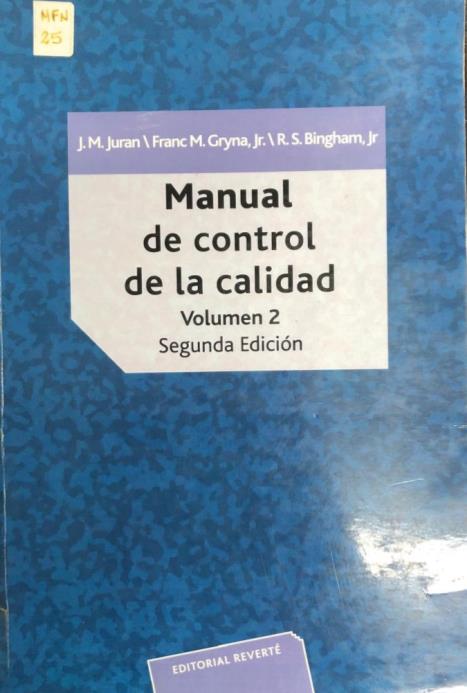 MFN
25
J. M. Juran \ Franc M. Gryna, Jr. \ R. S. Bingham, Jr
Manual
de control
de la calidad
Volumen 2
Segunda Edición
EDITORIAL REVERTÉ